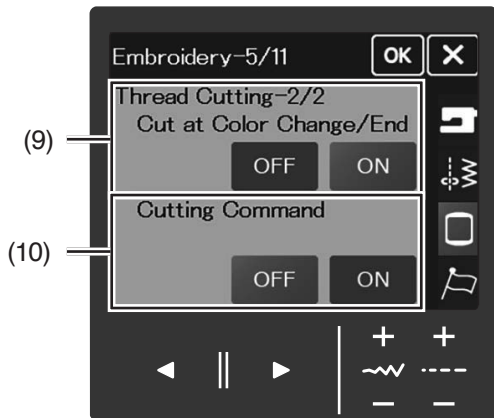 Embroidery-5/11 OK X
Thread Cutting-2/2
Cut at Color Change/End
(9)
OFF ON
Cutting Command
(10)
OFF ON